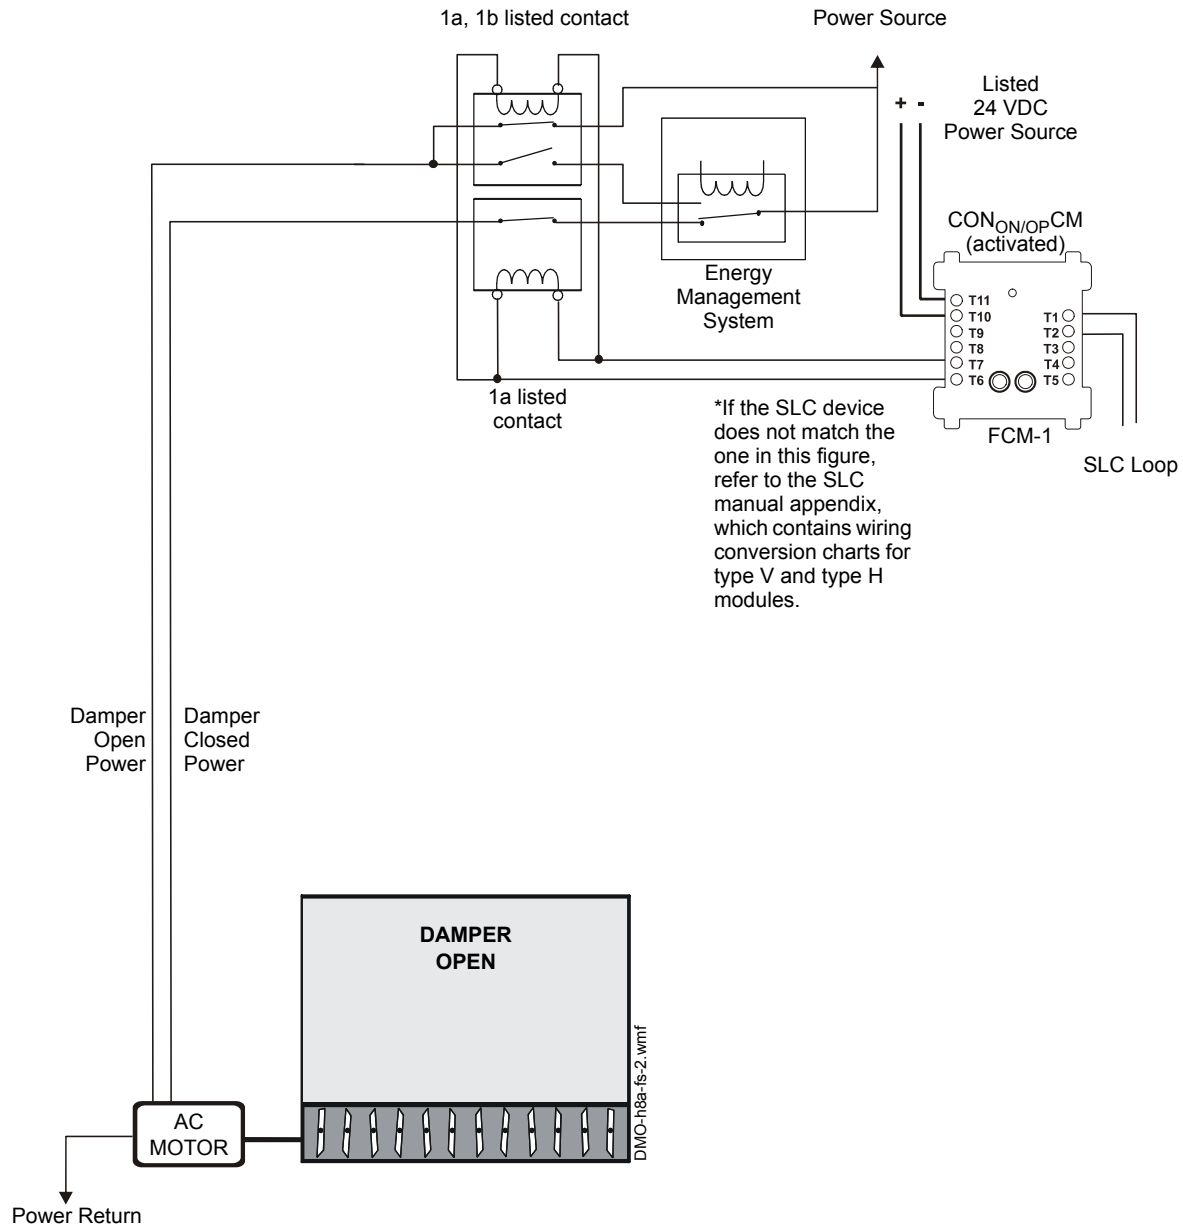 1a, 1b listed contact
Power Source
+ -
Listed
24 VDC
Power Source
CONON/OPCM
(activated)
Energy
Management
System
T11
T10
T9
T8
T7
T6
T1
T2
T3
T4
T5
FCM-1
SLC Loop
1a listed
contact
*If the SLC device
does not match the
one in this figure,
refer to the SLC
manual appendix,
which contains wiring
conversion charts for
type V and type H
modules.
Damper
Open
Power
Damper
Closed
Power
DAMPER
OPEN
DMO-h8a-fs-2.wmf
AC
MOTOR
Power Return